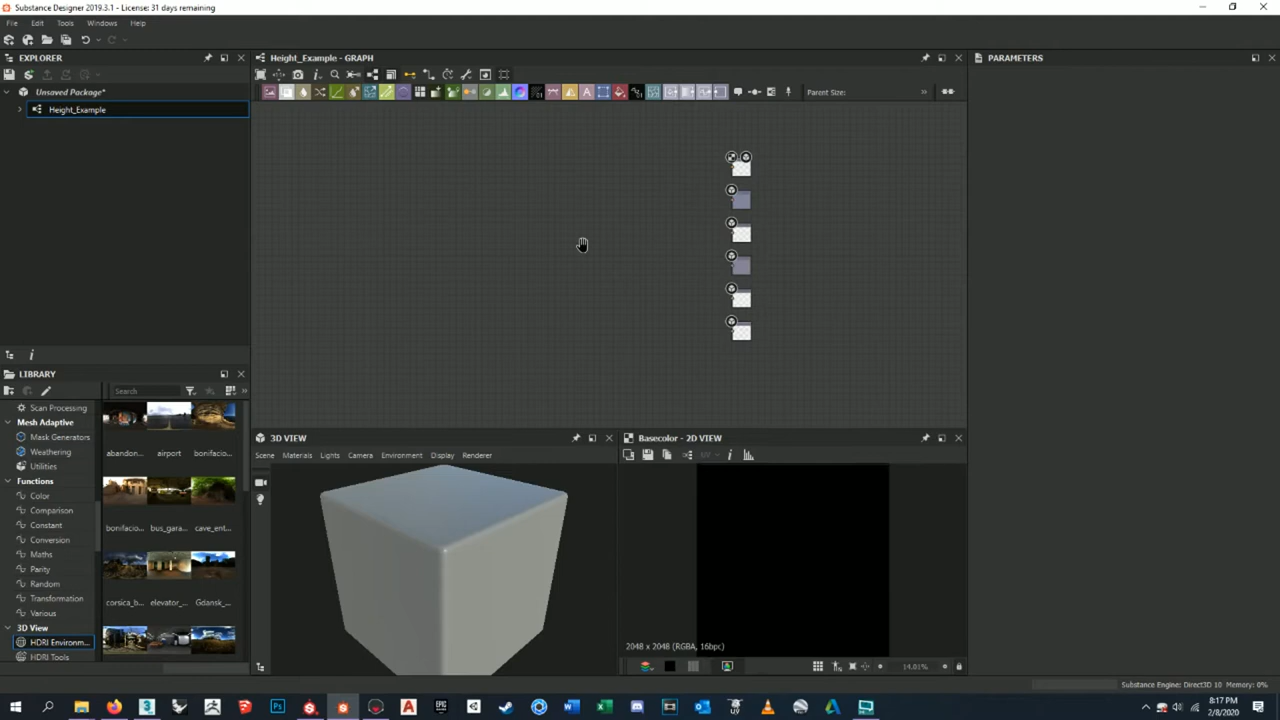 Substance Designer 2019.3.1 - License: 31 days remaining
File Edit Tools Windows Help
EXPLORER
Unsaved Package*
Height_Example
Height_Example - GRAPH
Parent Size:
PARAMETERS
LIBRARY
Search
Scan Processing
Mesh Adaptive
Mask Generators
Weathering
Utilities
Functions
Color
Comparison
Constant
Conversion
Maths
Parity
Random
Transformation
Various
3D View
HDRI Environm...
HDRI Tools
abandon... airport bonifacio...
bonifacio... bus_gara... cave_ent...
corsica_b... elevator_... Gdansk_...
3D VIEW
Scene Materials Lights Camera Environment Display Renderer
Basecolor - 2D VIEW
UV
2048 x 2048 (RGBA, 16bpc)
14.01%
Substance Engine: Direct3D 10 Memory: 0%
8:17 PM
2/8/2020